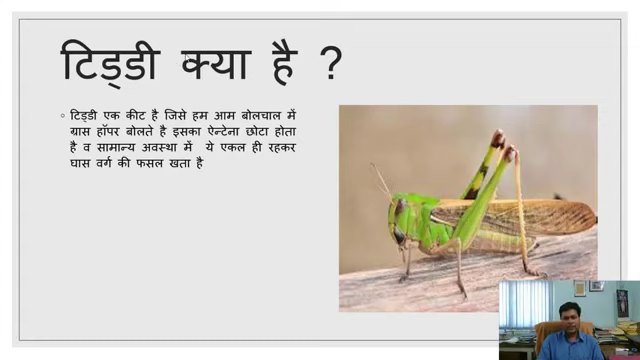 टिड्डी क्या है ?
टिड्डी एक कीट है जिसे हम आम बोलचाल में
ग्रास हॉपर बोलते है इसका ऐन्टेना छोटा होता
है व सामान्य अवस्था में ये एकल ही रहकर
घास वर्ग की फसल खता है